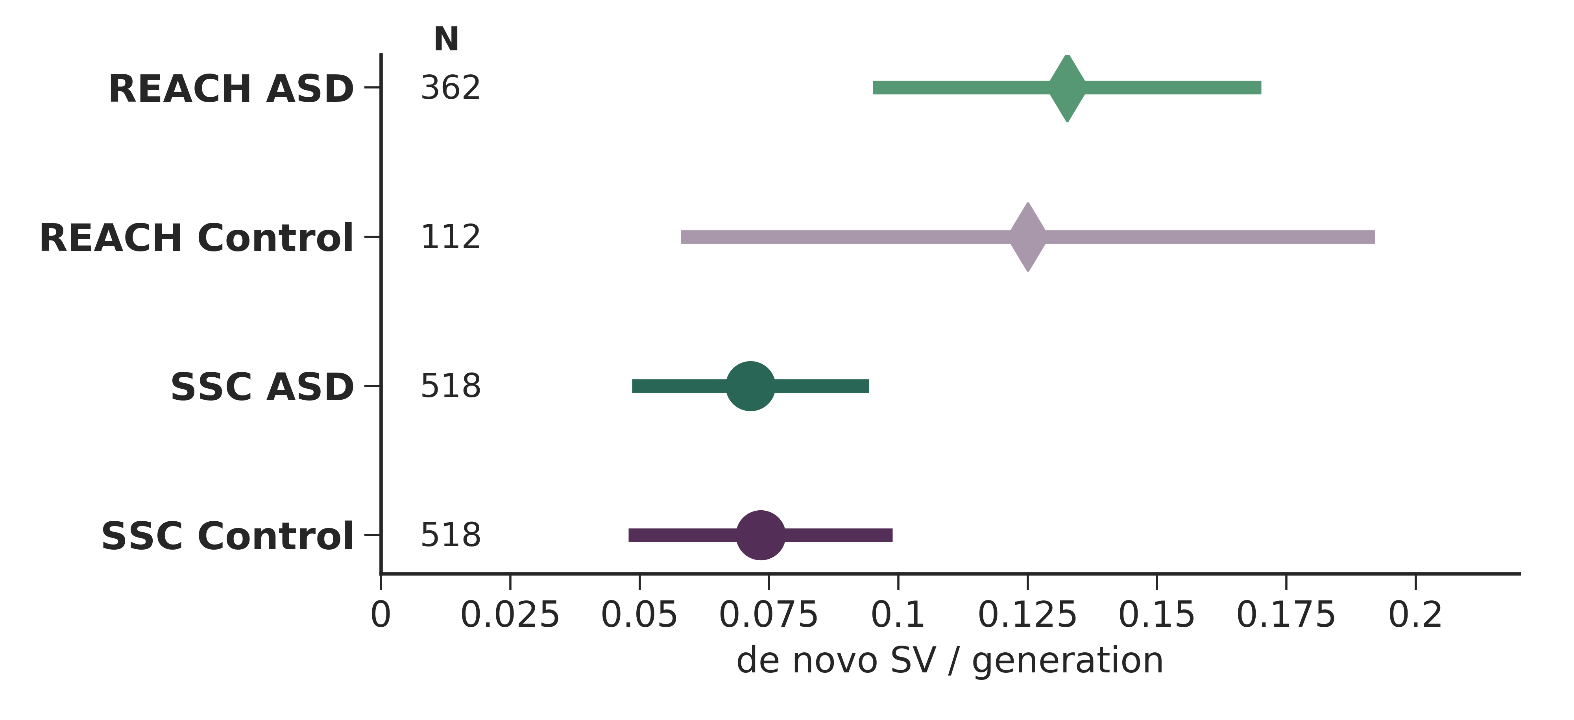 N
REACH ASD 362
REACH Control 112
SSC ASD 518
SSC Control 518
0 0.025 0.05 0.075 0.1 0.125 0.15 0.175 0.2
de novo SV / generation